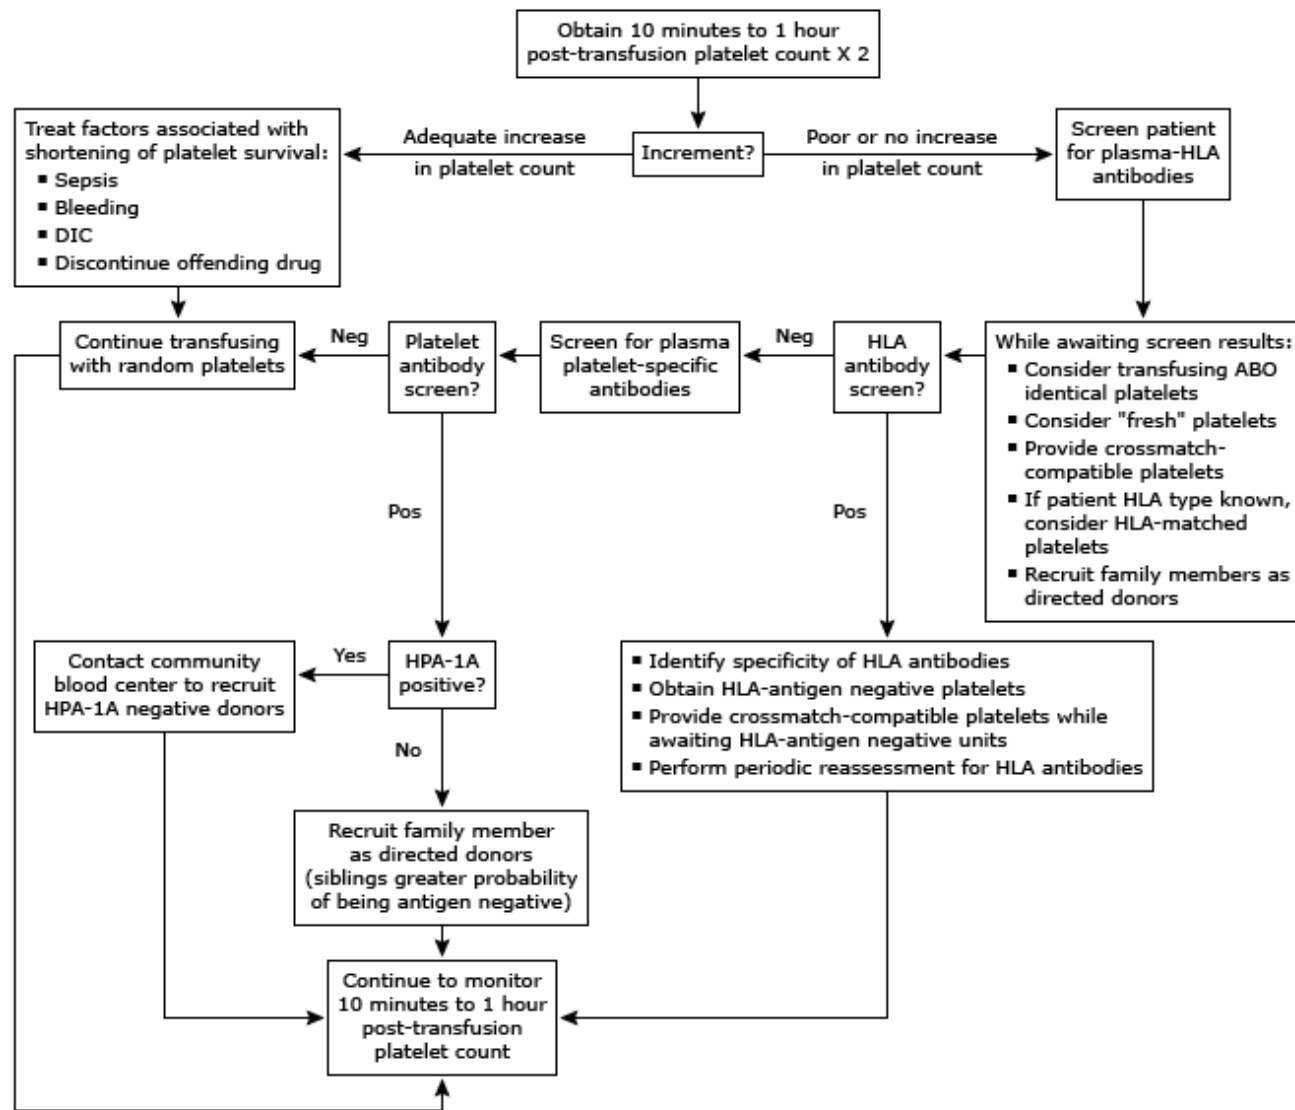 Obtain 10 minutes to 1 hour
post-transfusion platelet count X 2
Treat factors associated with
shortening of platelet survival:
▪ Sepsis
▪ Bleeding
▪ DIC
▪ Discontinue offending drug
Adequate increase
in platelet count
Increment?
Poor or no increase
in platelet count
Screen patient
for plasma-HLA
antibodies
Continue transfusing
with random platelets
Neg
Platelet
antibody
screen?
Screen for plasma
platelet-specific
antibodies
Neg
HLA
antibody
screen?
While awaiting screen results:
▪ Consider transfusing ABO
identical platelets
▪ Consider "fresh" platelets
▪ Provide crossmatch-
compatible platelets
▪ If patient HLA type known,
consider HLA-matched
platelets
▪ Recruit family members as
directed donors
Pos
Pos
Contact community
blood center to recruit
HPA-1A negative donors
Yes
HPA-1A
positive?
No
▪ Identify specificity of HLA antibodies
▪ Obtain HLA-antigen negative platelets
▪ Provide crossmatch-compatible platelets while
awaiting HLA-antigen negative units
▪ Perform periodic reassessment for HLA antibodies
Recruit family member
as directed donors
(siblings greater probability
of being antigen negative)
Continue to monitor
10 minutes to 1 hour
post-transfusion
platelet count